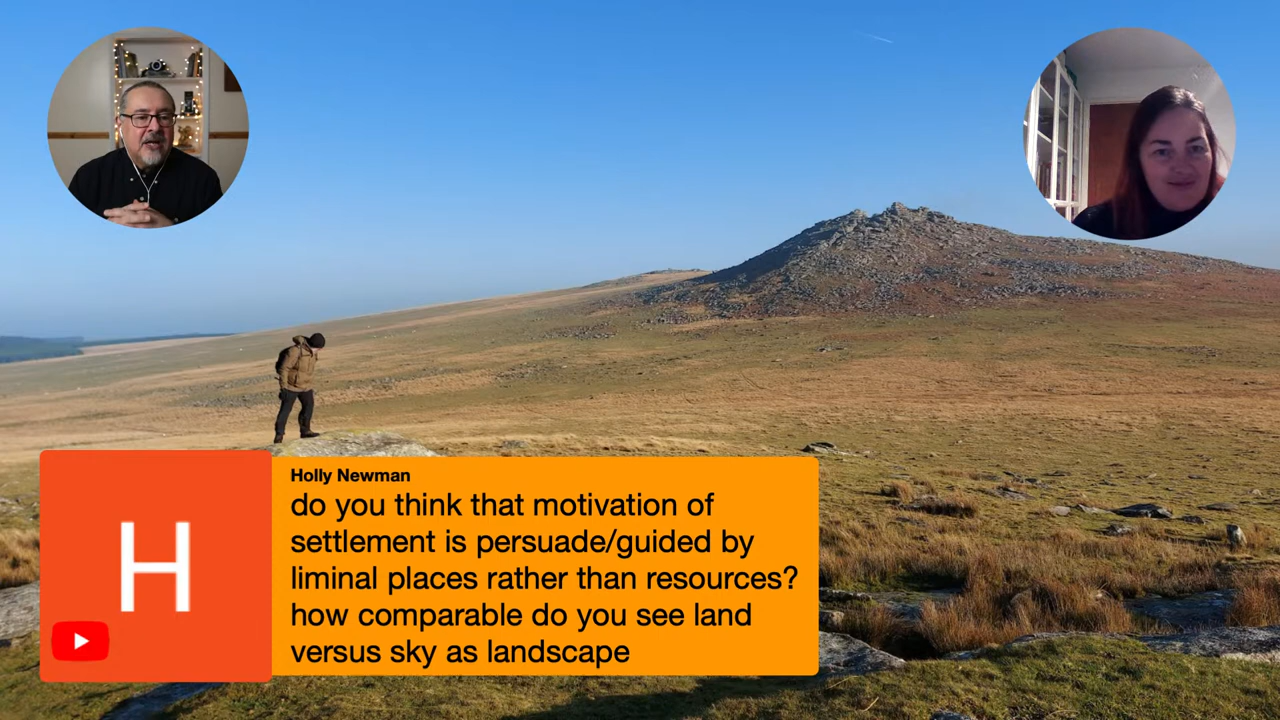 H
Holly Newman
do you think that motivation of
settlement is persuade/guided by
liminal places rather than resources?
how comparable do you see land
versus sky as landscape